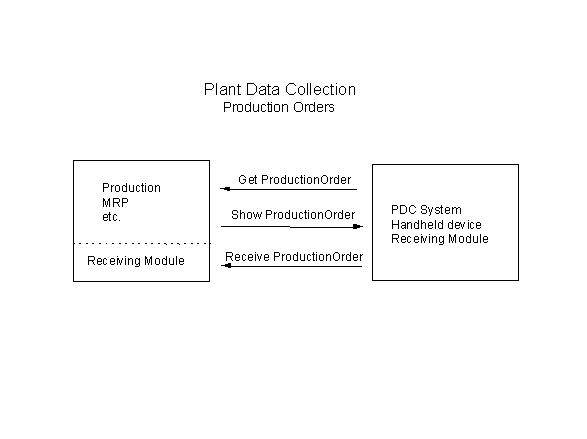 Plant Data Collection
Production Orders
Production
MRP
etc.
Receiving Module
Get ProductionOrder
Show ProductionOrder
Receive ProductionOrder
PDC System
Handheld device
Receiving Module